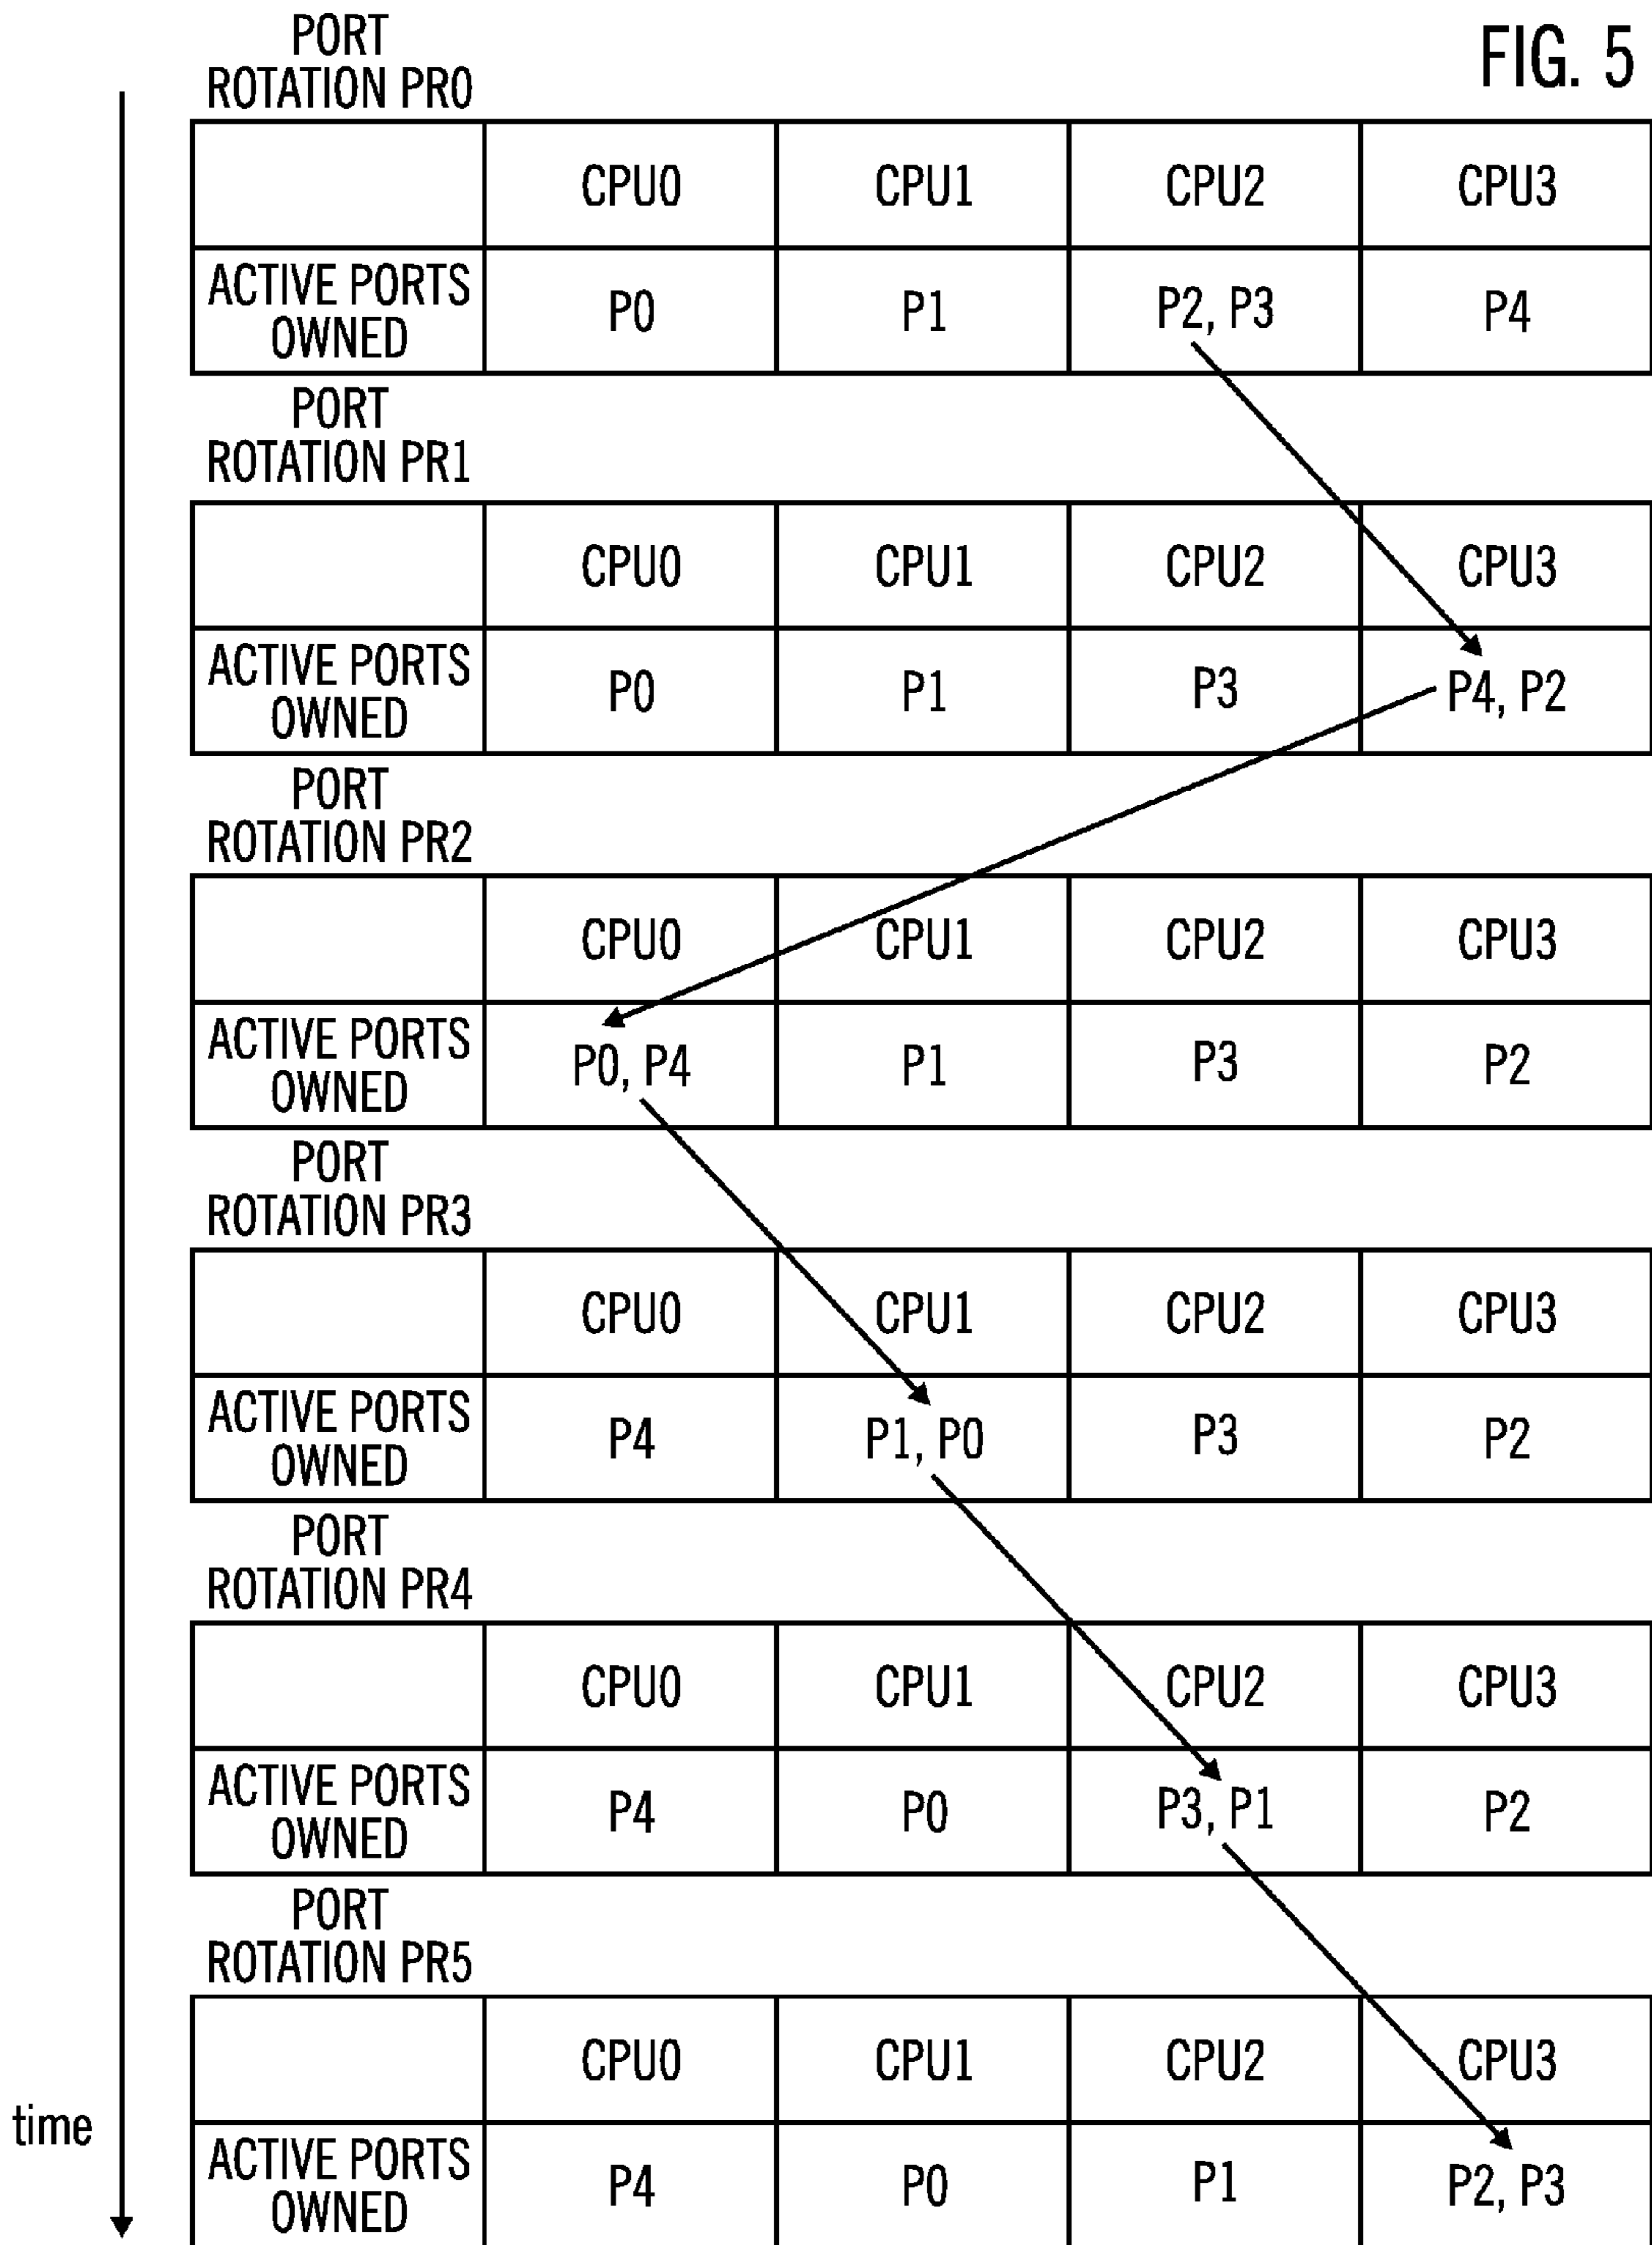 FIG. 5
PORT
ROTATION PR0
CPU0 CPU1 CPU2 CPU3
ACTIVE PORTS
OWNED
P0 P1 P2, P3 P4
PORT
ROTATION PR1
CPU0 CPU1 CPU2 CPU3
ACTIVE PORTS
OWNED
P0 P1 P3 P4, P2
PORT
ROTATION PR2
CPU0 CPU1 CPU2 CPU3
ACTIVE PORTS
OWNED
P0, P4 P1 P3 P2
PORT
ROTATION PR3
CPU0 CPU1 CPU2 CPU3
ACTIVE PORTS
OWNED
P4 P1, P0 P3 P2
PORT
ROTATION PR4
CPU0 CPU1 CPU2 CPU3
ACTIVE PORTS
OWNED
P4 P0 P3, P1 P2
PORT
ROTATION PR5
CPU0 CPU1 CPU2 CPU3
time
ACTIVE PORTS
OWNED
P4 P0 P1 P2, P3